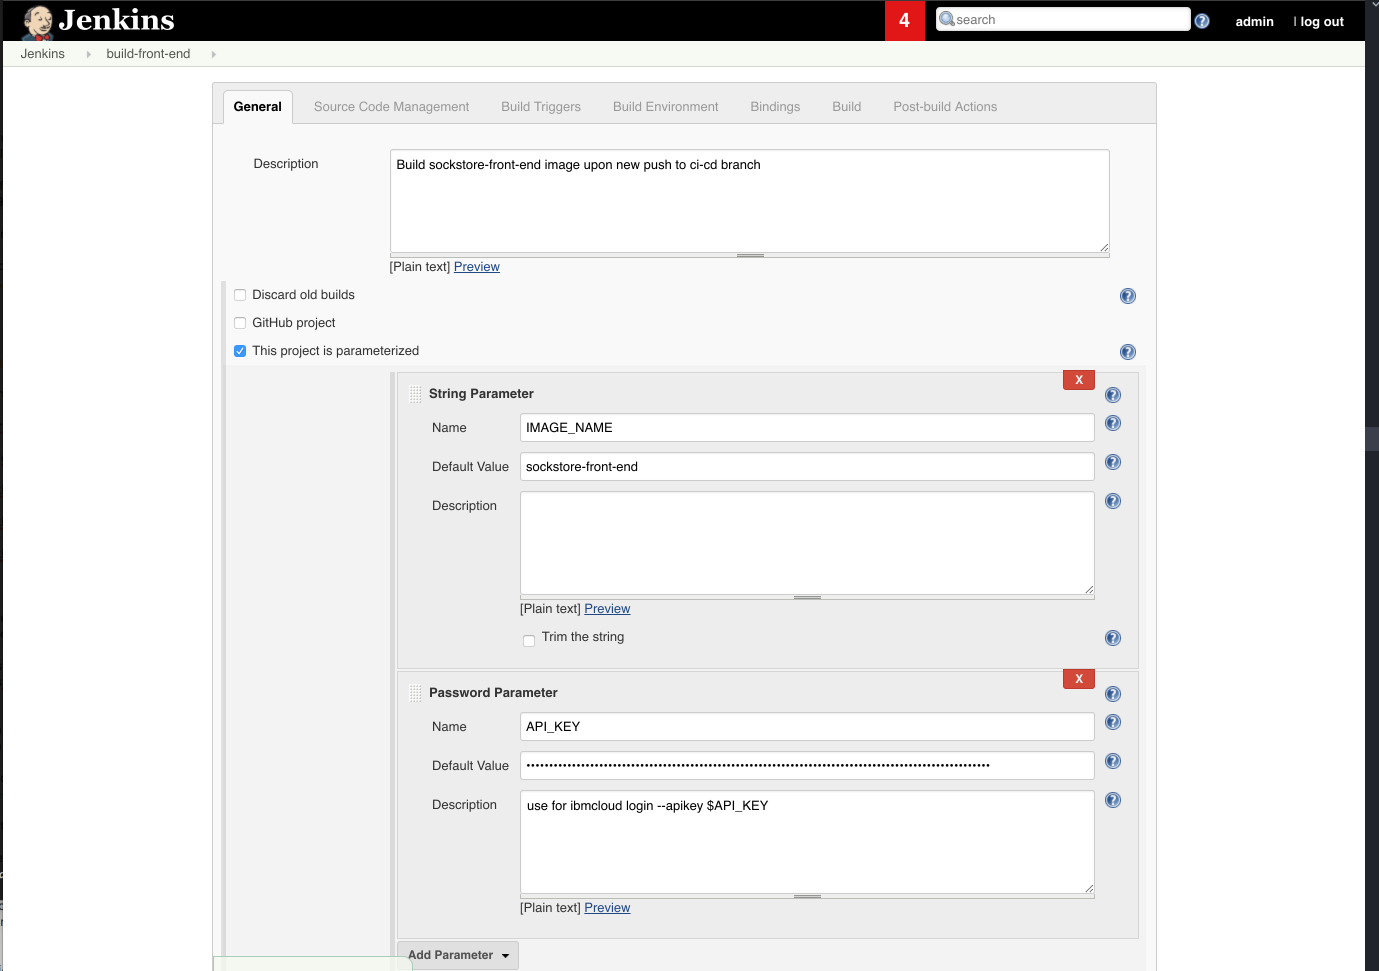 Jenkins
4
search
admin
| log out
Jenkins
build-front-end
General
Source Code Management
Build Triggers
Build Environment
Bindings
Build
Post-build Actions
Description
Build sockstore-front-end image upon new push to ci-cd branch
[Plain text] Preview
Discard old builds
GitHub project
This project is parameterized
X
String Parameter
Name
IMAGE_NAME
Default Value
sockstore-front-end
Description
[Plain text] Preview
Trim the string
X
Password Parameter
Name
API_KEY
Default Value
Description
use for ibmcloud login --apikey $API_KEY
[Plain text] Preview
Add Parameter